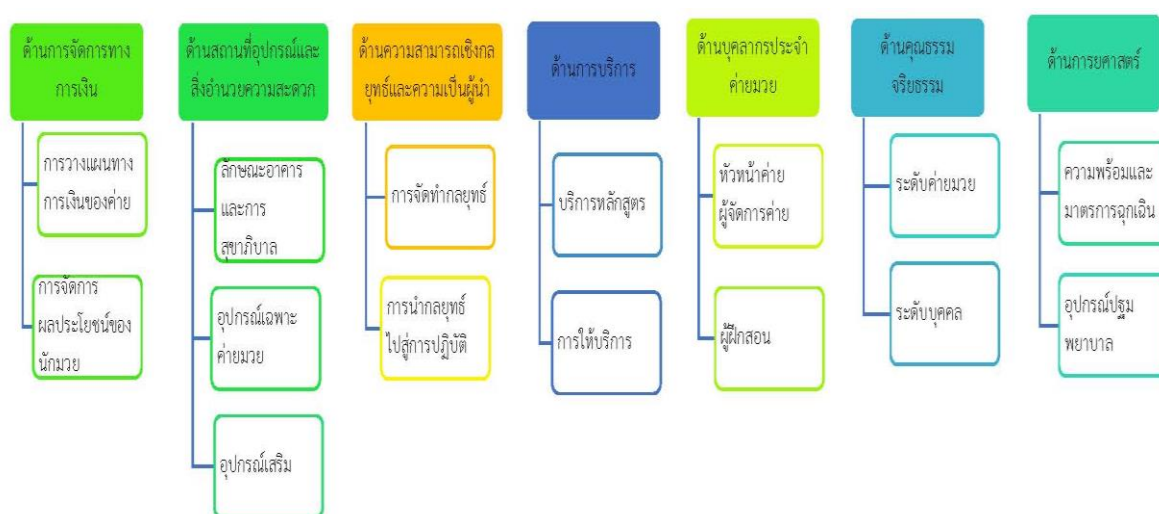 ด้านการจัดการทาง
การเงิน
การวางแผนทาง
การเงินของค่าย
การจัดการ
ผลประโยชน์ของ
นักมวย
ด้านสถานที่อุปกรณ์และ
สิ่งอำนวยความสะดวก
ลักษณะอาคาร
และการ
สุขาภิบาล
อุปกรณ์เฉพาะ
ค่ายมวย
อุปกรณ์เสริม
ด้านความสามารถเชิงกล
ยุทธ์และความเป็นผู้นำ
การจัดทำกลยุทธ์
การนำกลยุทธ์
ไปสู่การปฏิบัติ
ด้านการบริการ
บริการหลักสูตร
การให้บริการ
ด้านบุคลากรประจำ
ค่ายมวย
หัวหน้าค่าย
ผู้จัดการค่าย
ผู้ฝึกสอน
ด้านคุณธรรม
จริยธรรม
ระดับค่ายมวย
ระดับบุคคล
ด้านการยศาสตร์
ความพร้อมและ
มาตรการฉุกเฉิน
อุปกรณ์ปฐม
พยาบาล